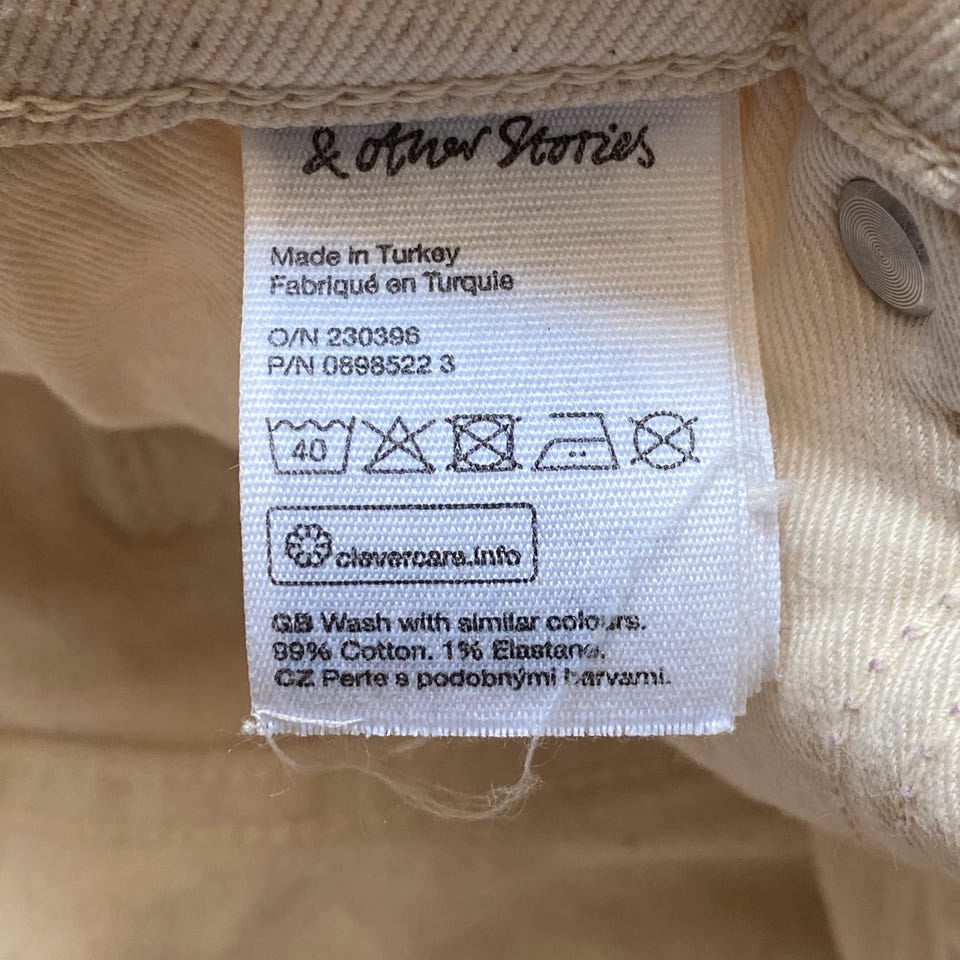 & other Stories
Made in Turkey
Fabriqué en Turquie
O/N 230396
P/N 0898522 3
40
clevercare.info
GB Wash with similar colours.
99% Cotton. 1% Elastane.
CZ Perte s podobnými barvami.